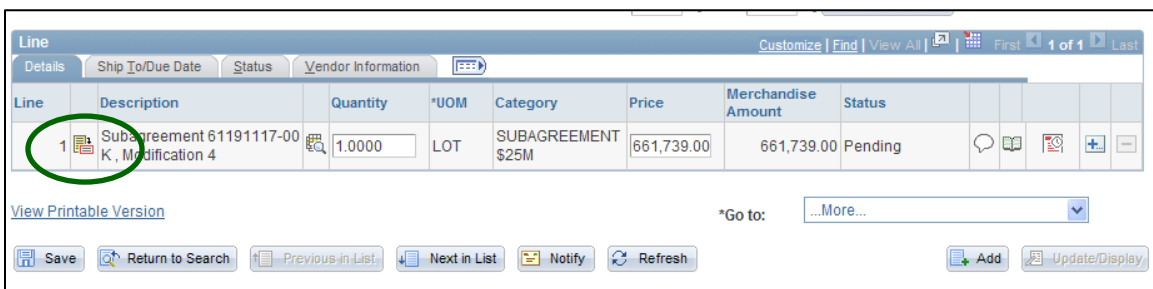 Line Customize | Find | View All | First 1 of 1 Last
Details Ship To/Due Date Status Vendor Information
Line Description Quantity *UOM Category Price Merchandise Amount Status
1 Subagreement 61191117-00 K , Modification 4 1.0000 LOT SUBAGREEMENT $25M 661,739.00 661,739.00 Pending
View Printable Version *Go to: ...More...
Save Return to Search Previous in List Next in List Notify Refresh Add Update/Display